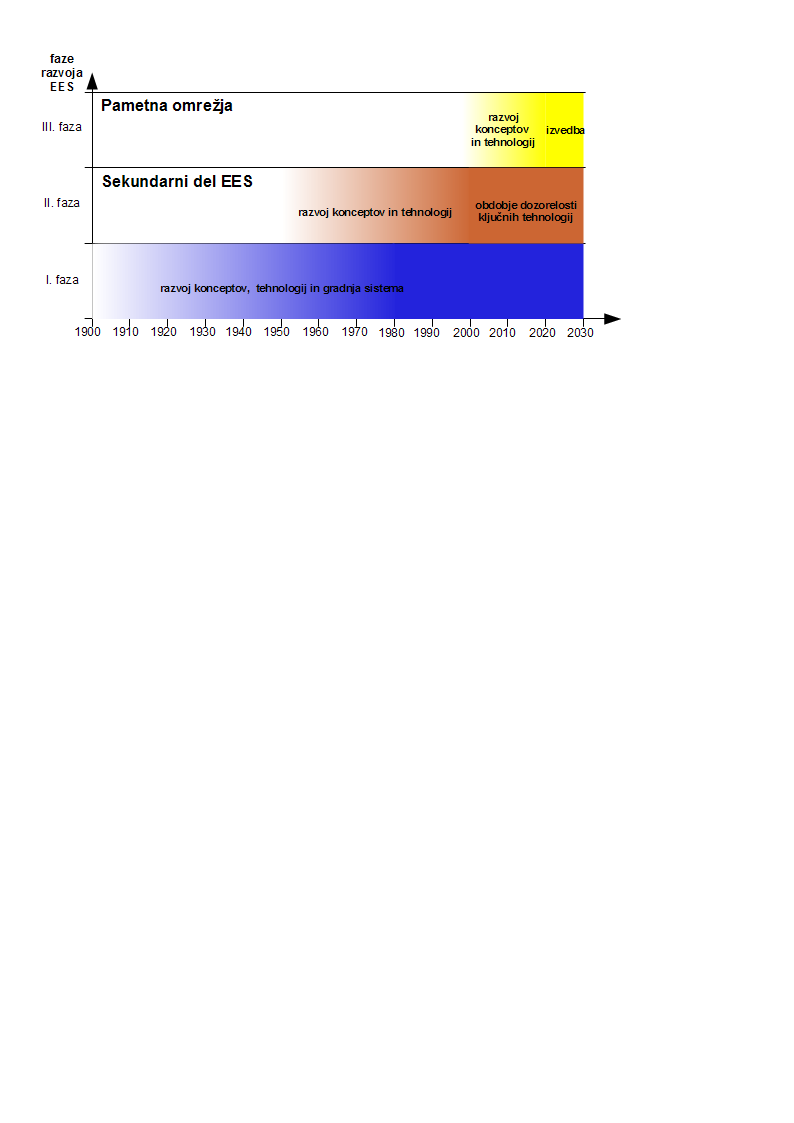 faze
razvoja
EES
Pametna omrežja
III. faza
razvoj
konceptov
in tehnologij
izvedba
Sekundarni del EES
II. faza
razvoj konceptov in tehnologij
obdobje dozorelosti
ključnih tehnologij
I. faza
razvoj konceptov, tehnologij in gradnja sistema
1900 1910 1920 1930 1940 1950 1960 1970 1980 1990 2000 2010 2020 2030